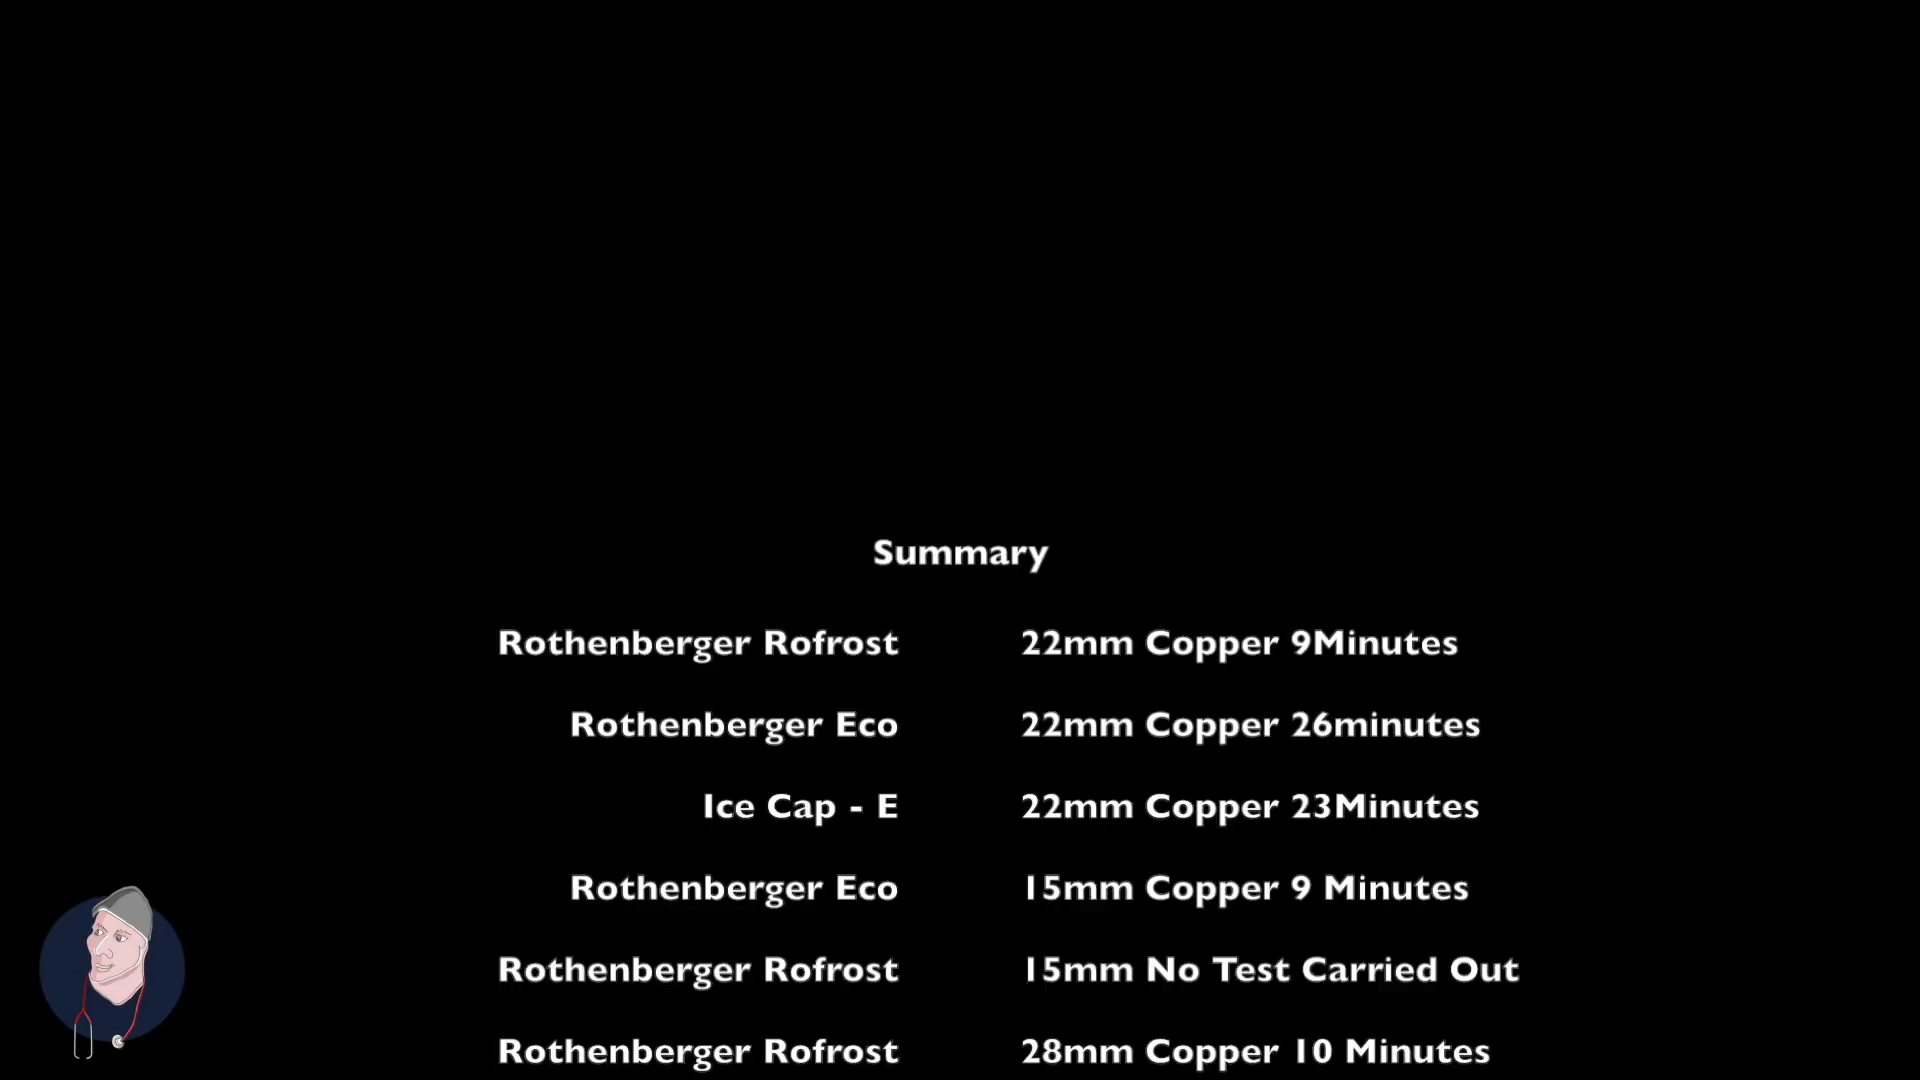 Summary
Rothenberger Rofrost 22mm Copper 9Minutes
Rothenberger Eco 22mm Copper 26minutes
Ice Cap - E 22mm Copper 23Minutes
Rothenberger Eco 15mm Copper 9 Minutes
Rothenberger Rofrost 15mm No Test Carried Out
Rothenberger Rofrost 28mm Copper 10 Minutes